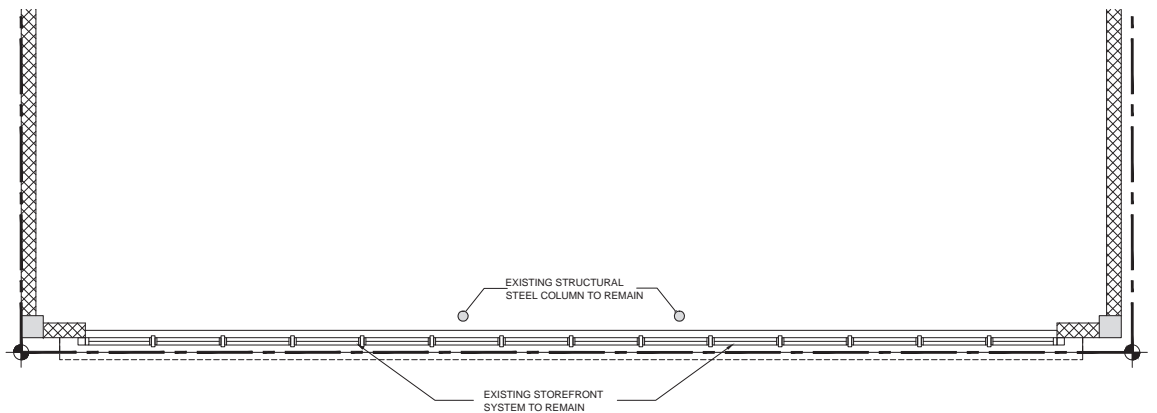 EXISTING STRUCTURAL
STEEL COLUMN TO REMAIN
EXISTING STOREFRONT
SYSTEM TO REMAIN